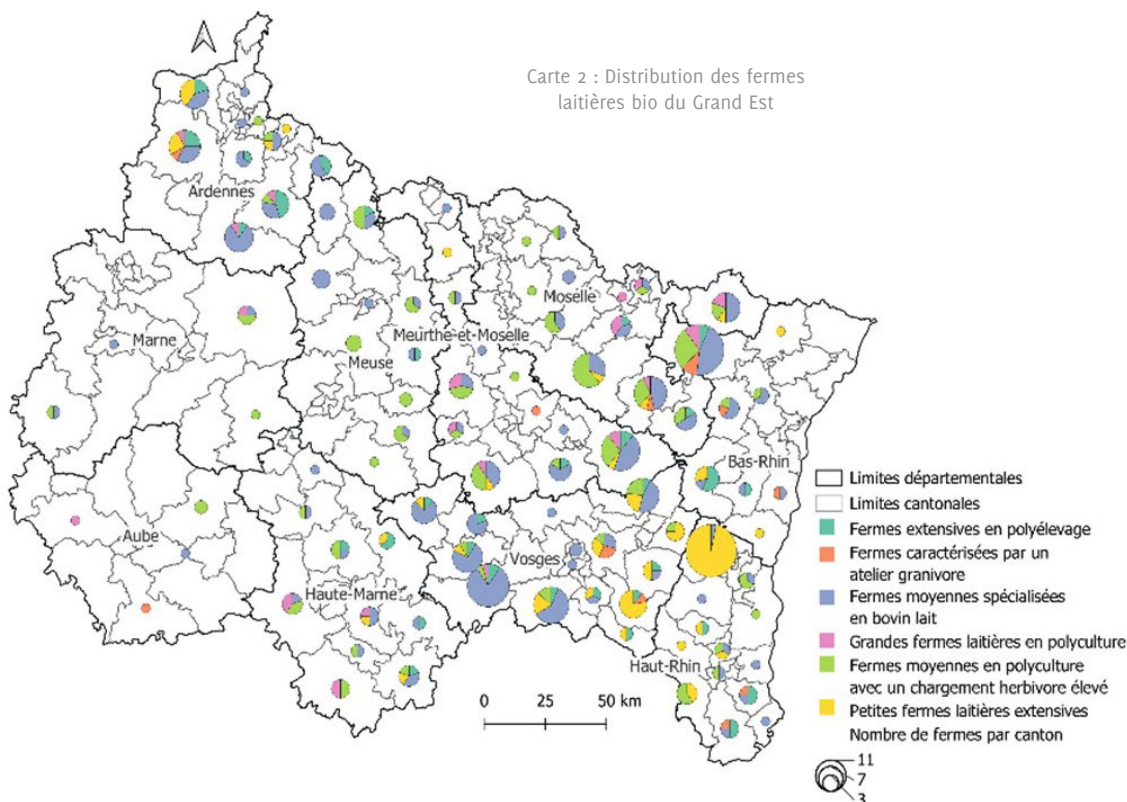 Carte 2 : Distribution des fermes
laitières bio du Grand Est
Ardennes
Moselle
Marne
Meurthe-et-Moselle
Meuse
Bas-Rhin
Aube
Vosges
Haute-Marne
Haut-Rhin
0 25 50 km
Limites départementales
Limites cantonales
Fermes extensives en polyélevage
Fermes caractérisées par un
atelier granivore
Fermes moyennes spécialisées
en bovin lait
Grandes fermes laitières en polyculture
Fermes moyennes en polyculture
avec un chargement herbivore élevé
Petites fermes laitières extensives
Nombre de fermes par canton
11
7
3